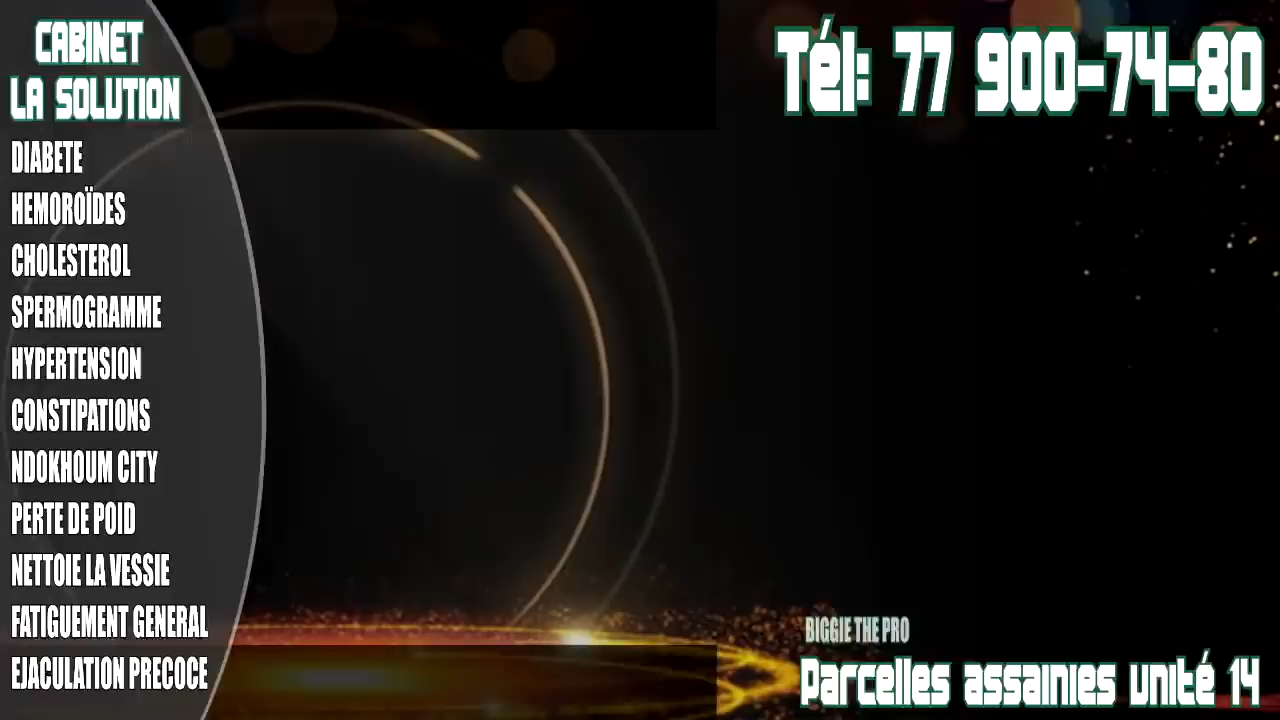 CABINET
LA SOLUTION
DIABETE
HEMOROÏDES
CHOLESTEROL
SPERMOGRAMME
HYPERTENSION
CONSTIPATIONS
NDOKHOUM CITY
PERTE DE POID
NETTOIE LA VESSIE
FATIGUEMENT GENERAL
EJACULATION PRECOCE
Tél: 77 900-74-80
BIGGIE THE PRO
Parcelles assainies unité 14